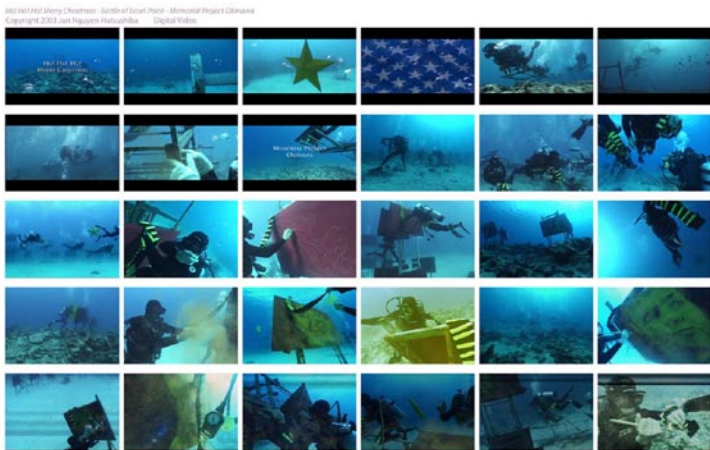 Ho! Ho! Ho! Merry Christmas - Battle of Easel Point - Memorial Project Okinawa
Copyright 2003 Jun Nguyen-Hatsushiba Digital Video
Ho! Ho! Ho!
Merry Christmas
Memorial Project
Okinawa